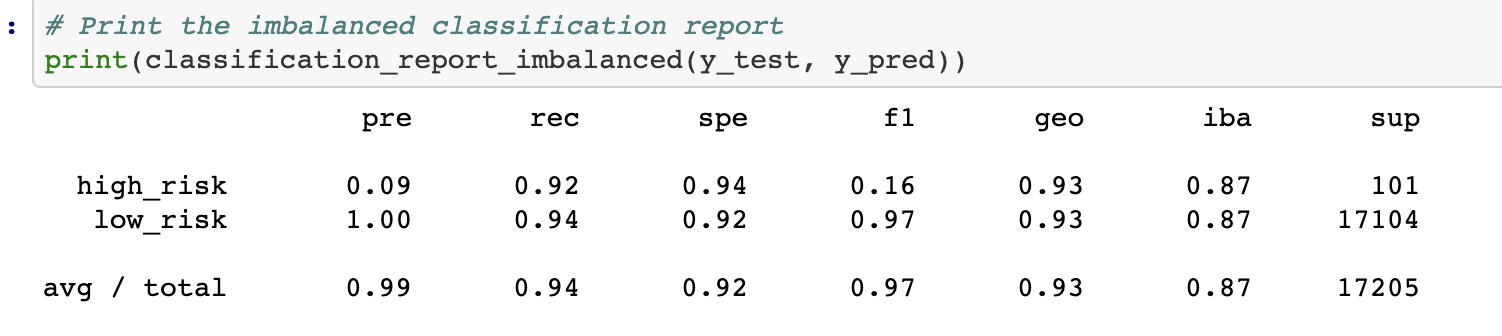 :
# Print the imbalanced classification report
print(classification_report_imbalanced(y_test, y_pred))
pre rec spe f1 geo iba sup
high_risk 0.09 0.92 0.94 0.16 0.93 0.87 101
low_risk 1.00 0.94 0.92 0.97 0.93 0.87 17104
avg / total 0.99 0.94 0.92 0.97 0.93 0.87 17205